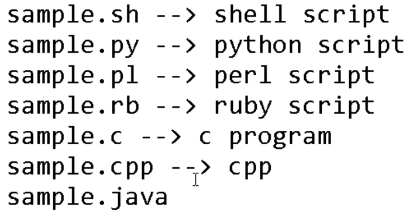 sample.sh --> shell script
sample.py --> python script
sample.pl --> perl script
sample.rb --> ruby script
sample.c --> c program
sample.cpp --> cpp
sample.java